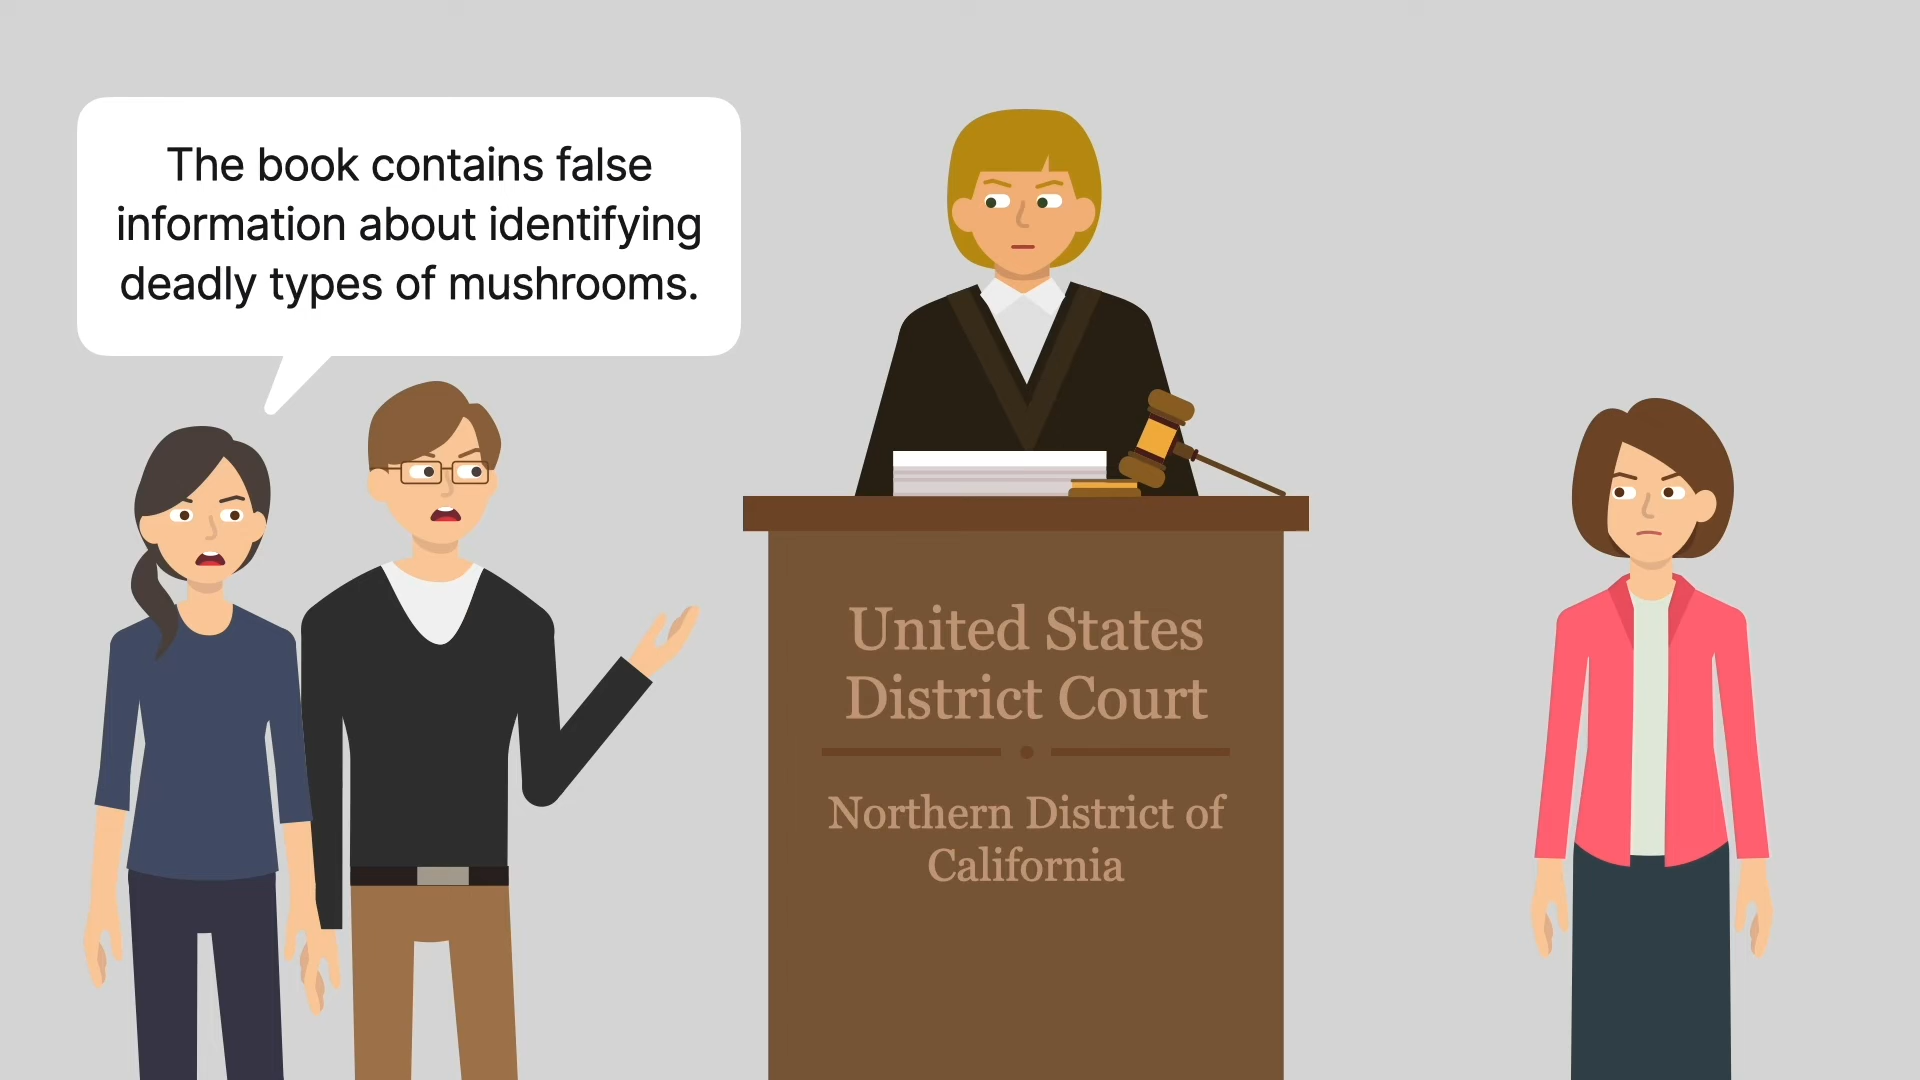 The book contains false
information about identifying
deadly types of mushrooms.
United States
District Court
Northern District of
California